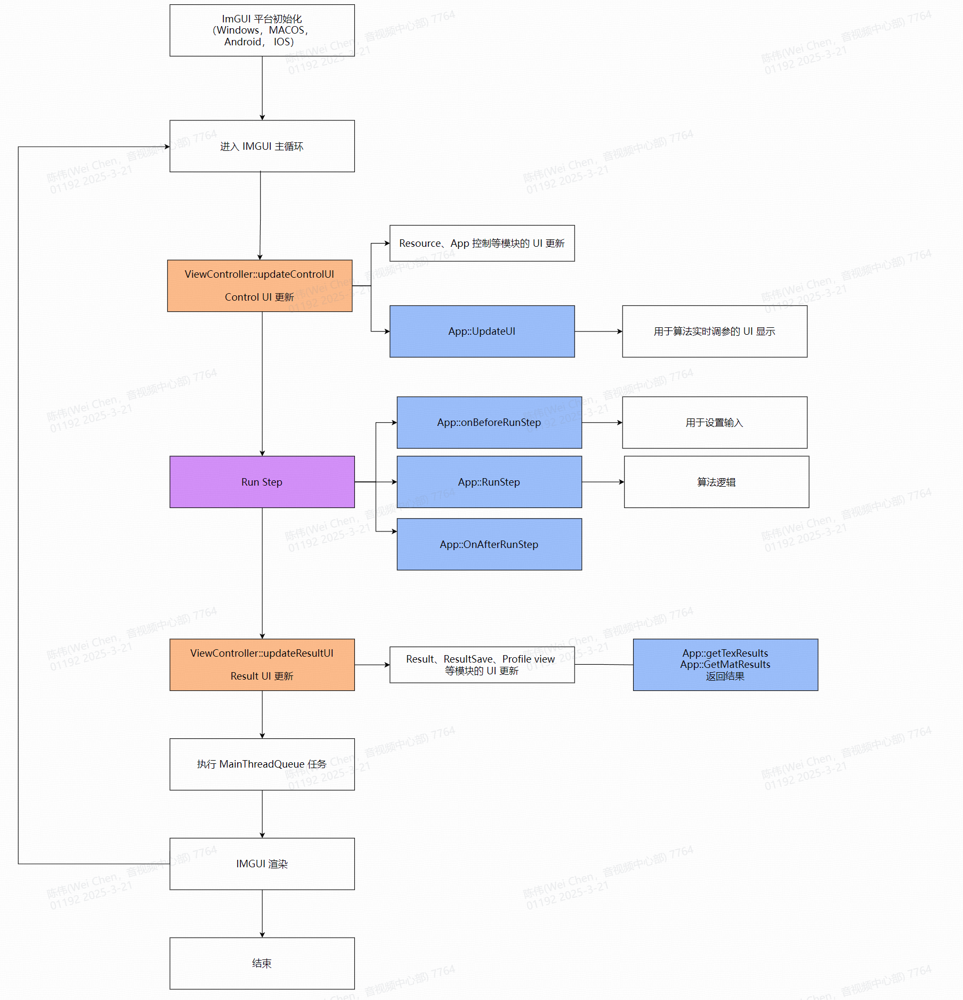 ImGUI 平台初始化
（Windows，MACOS，
Android， IOS）
进入 IMGUI 主循环
Resource、App 控制等模块的 UI 更新
ViewController::updateControlUI
Control UI 更新
App::UpdateUI
用于算法实时调参的 UI 显示
App::onBeforeRunStep
用于设置输入
Run Step
App::RunStep
算法逻辑
App::OnAfterRunStep
ViewController::updateResultUI
Result UI 更新
Result、ResultSave、Profile view
等模块的 UI 更新
App::getTexResults
App::GetMatResults
返回结果
执行 MainThreadQueue 任务
IMGUI 渲染
结束
陈伟(Wei Chen，音视频中心部) 7764
01192 2025-3-21